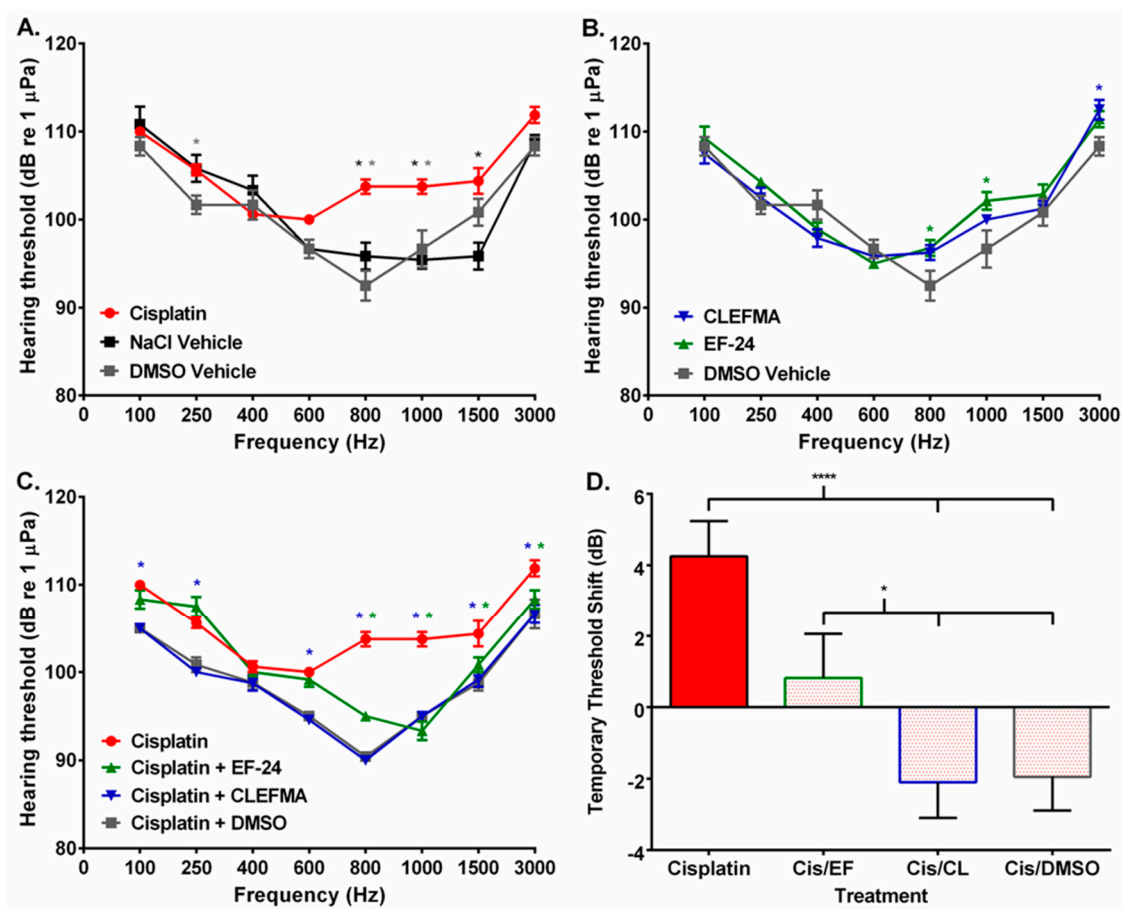 A.
120
110
100
90
80
Hearing threshold (dB re 1 μPa)
* * * * * *
Cisplatin
NaCl Vehicle
DMSO Vehicle
0 100 250 400 600 800 1000 1500 3000
Frequency (Hz)
B.
120
110
100
90
80
Hearing threshold (dB re 1 μPa)
* * *
CLEFMA
EF-24
DMSO Vehicle
0 100 250 400 600 800 1000 1500 3000
Frequency (Hz)
C.
120
110
100
90
80
Hearing threshold (dB re 1 μPa)
* * * * * * * * * * *
Cisplatin
Cisplatin + EF-24
Cisplatin + CLEFMA
Cisplatin + DMSO
0 100 250 400 600 800 1000 1500 3000
Frequency (Hz)
D.
6
4
2
0
-2
-4
Temporary Threshold Shift (dB)
****
*
Cisplatin Cis/EF Cis/CL Cis/DMSO
Treatment